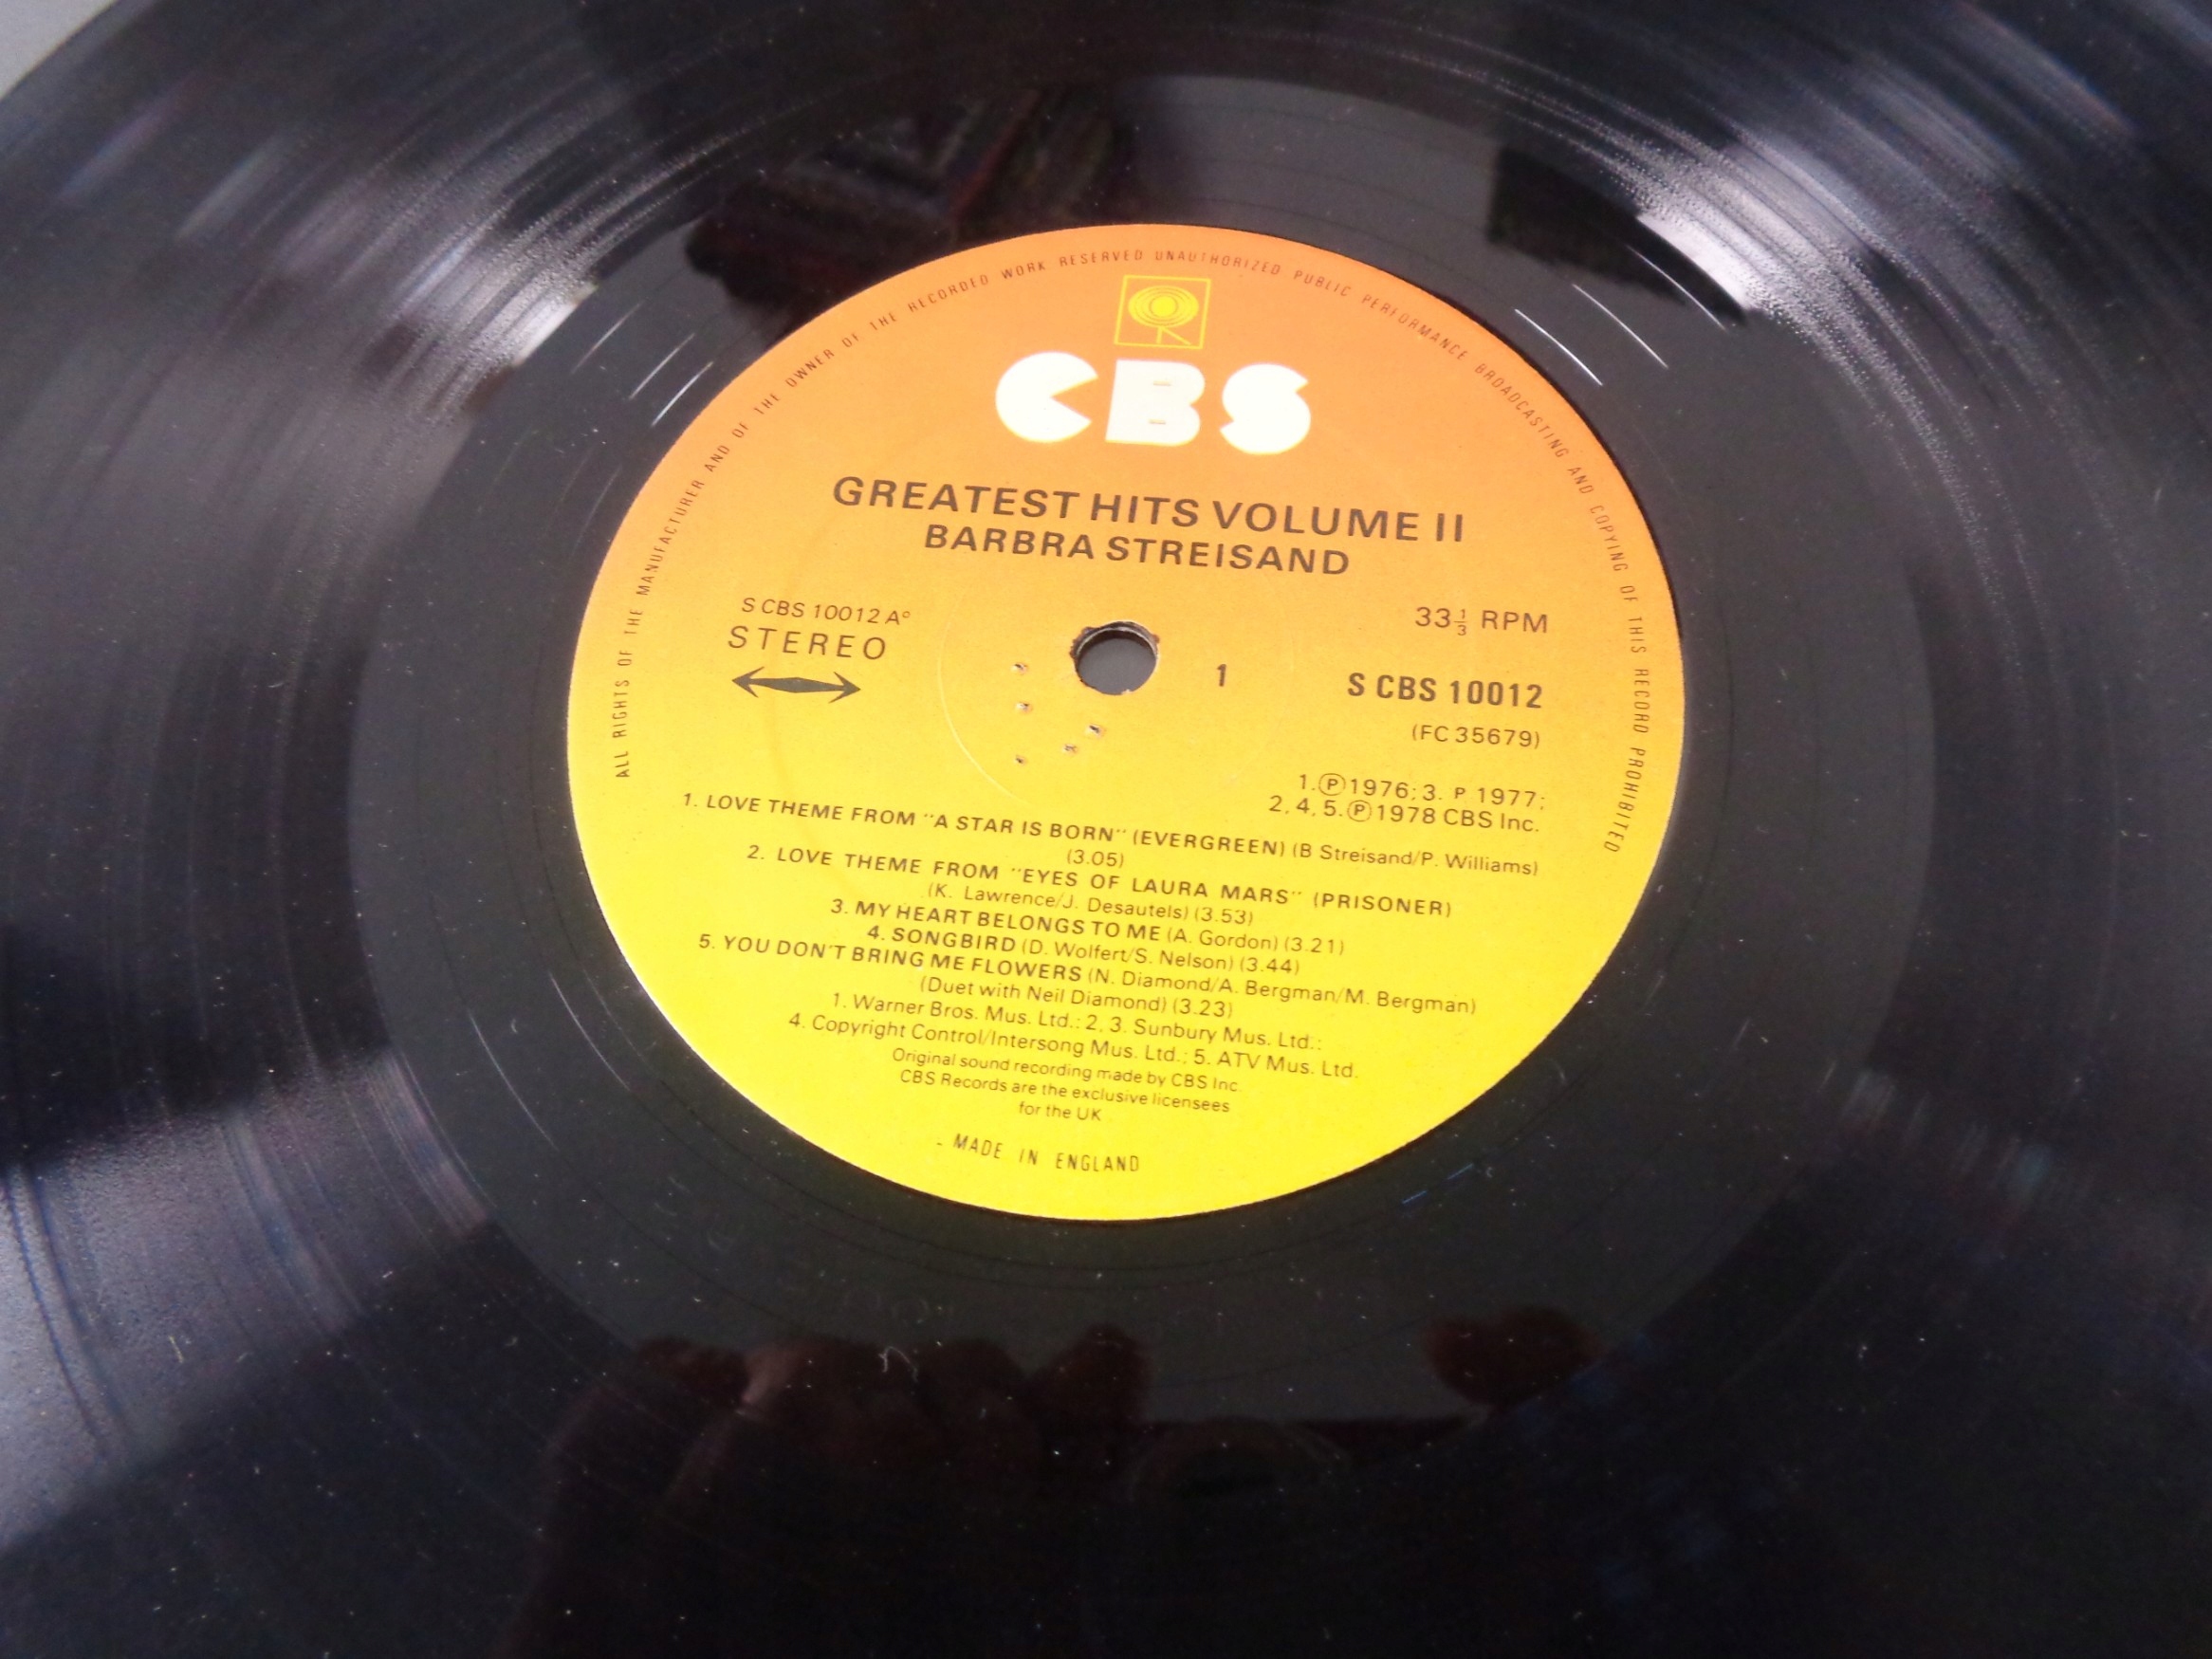 ALL RIGHTS OF THE MANUFACTURER AND OF THE OWNER OF THE RECORDED WORK RESERVED UNAUTHORIZED PUBLIC PERFORMANCE BROADCASTING AND COPYING OF THIS RECORD PROHIBITED
CBS
GREATEST HITS VOLUME II
BARBRA STREISAND
S CBS 10012 A°
STEREO
33⅓ RPM
1
S CBS 10012
(FC 35679)
1.Ⓟ1976; 3. P 1977;
2, 4, 5.Ⓟ1978 CBS Inc.
1. LOVE THEME FROM "A STAR IS BORN" (EVERGREEN) (B Streisand/P. Williams)
(3.05)
2. LOVE THEME FROM "EYES OF LAURA MARS" (PRISONER)
(K. Lawrence/J. Desautels) (3.53)
3. MY HEART BELONGS TO ME (A. Gordon) (3.21)
4. SONGBIRD (D. Wolfert/S. Nelson) (3.44)
5. YOU DON'T BRING ME FLOWERS (N. Diamond/A. Bergman/M. Bergman)
(Duet with Neil Diamond) (3.23)
1. Warner Bros. Mus. Ltd.: 2, 3. Sunbury Mus. Ltd.:
4. Copyright Control/Intersong Mus. Ltd.: 5. ATV Mus. Ltd.
Original sound recording made by CBS Inc.
CBS Records are the exclusive licensees
for the UK
MADE IN ENGLAND